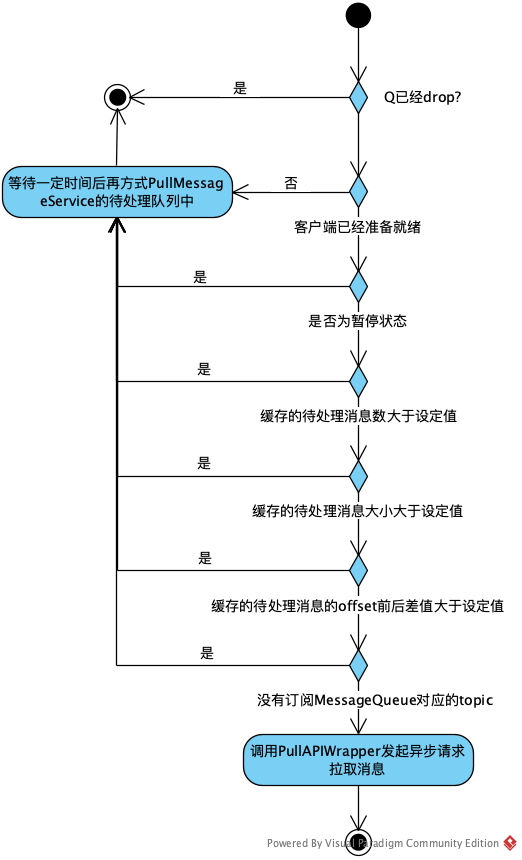 是
Q已经drop?
等待一定时间后再方式PullMessag
eService的待处理队列中
否
客户端已经准备就绪
是
是否为暂停状态
是
缓存的待处理消息数大于设定值
是
缓存的待处理消息大小大于设定值
是
缓存的待处理消息的offset前后差值大于设定值
是
没有订阅MessageQueue对应的topic
调用PullAPIWrapper发起异步请求
拉取消息
Powered By Visual Paradigm Community Edition